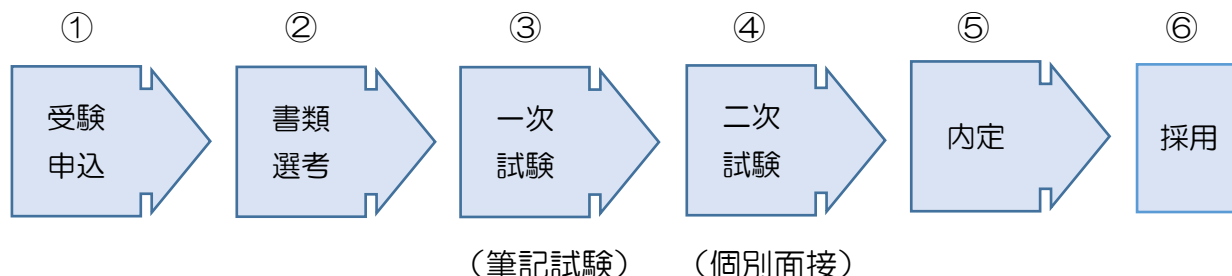 ① ② ③ ④ ⑤ ⑥
受験
申込
書類
選考
一次
試験
二次
試験
内定
採用
（筆記試験） （個別面接）